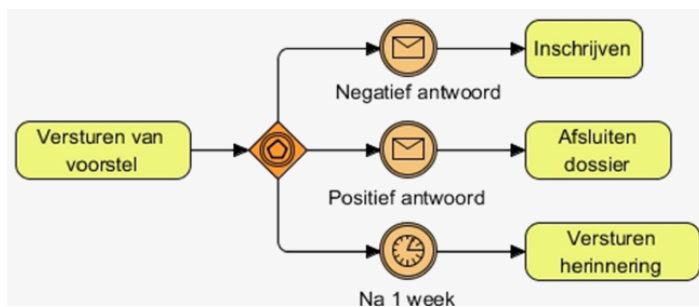 Inschrijven
Negatief antwoord
Versturen van
voorstel
Afsluiten
dossier
Positief antwoord
Versturen
herinnering
Na 1 week